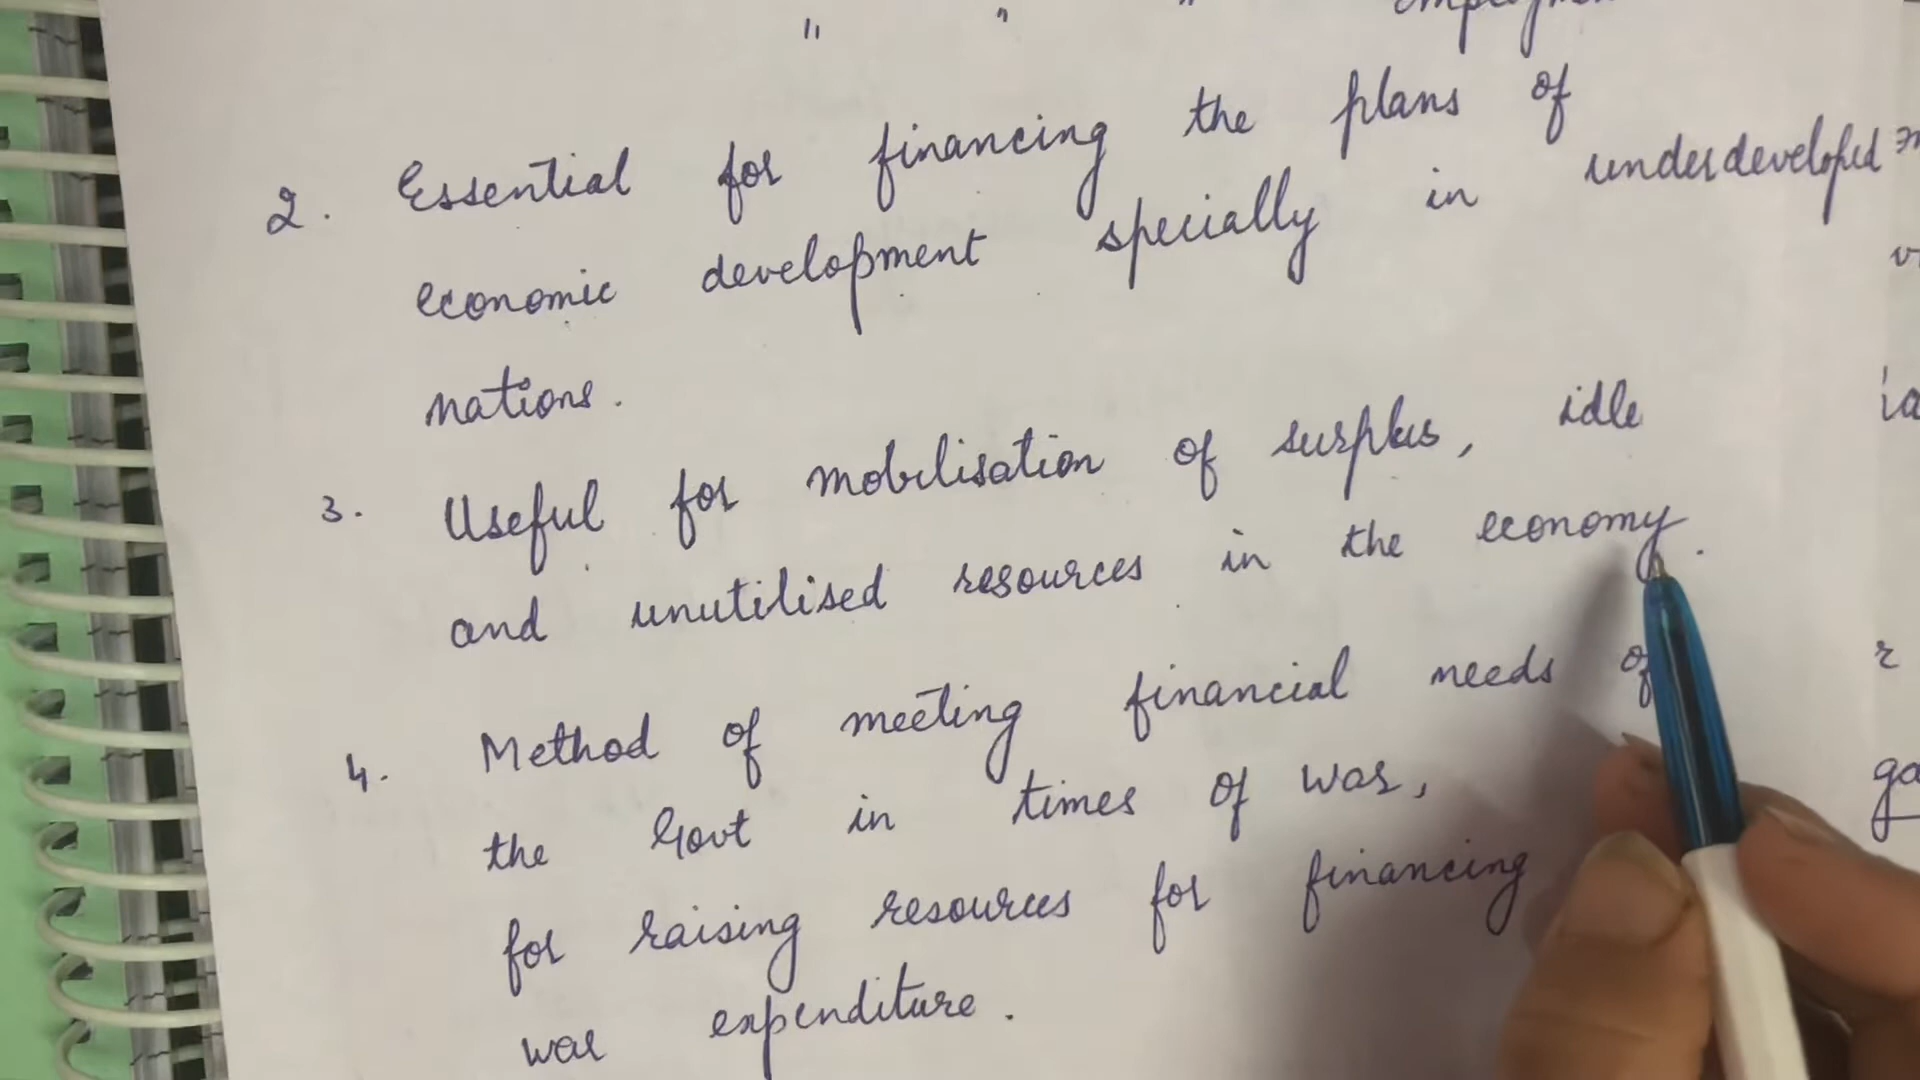 " " "
2. Essential for financing the plans of
economic development specially in underdeveloped
nations.
3. Useful for mobilisation of surplus, idle
and unutilised resources in the economy.
4. Method of meeting financial needs of
the Govt in times of war,
for raising resources for financing
war expenditure.